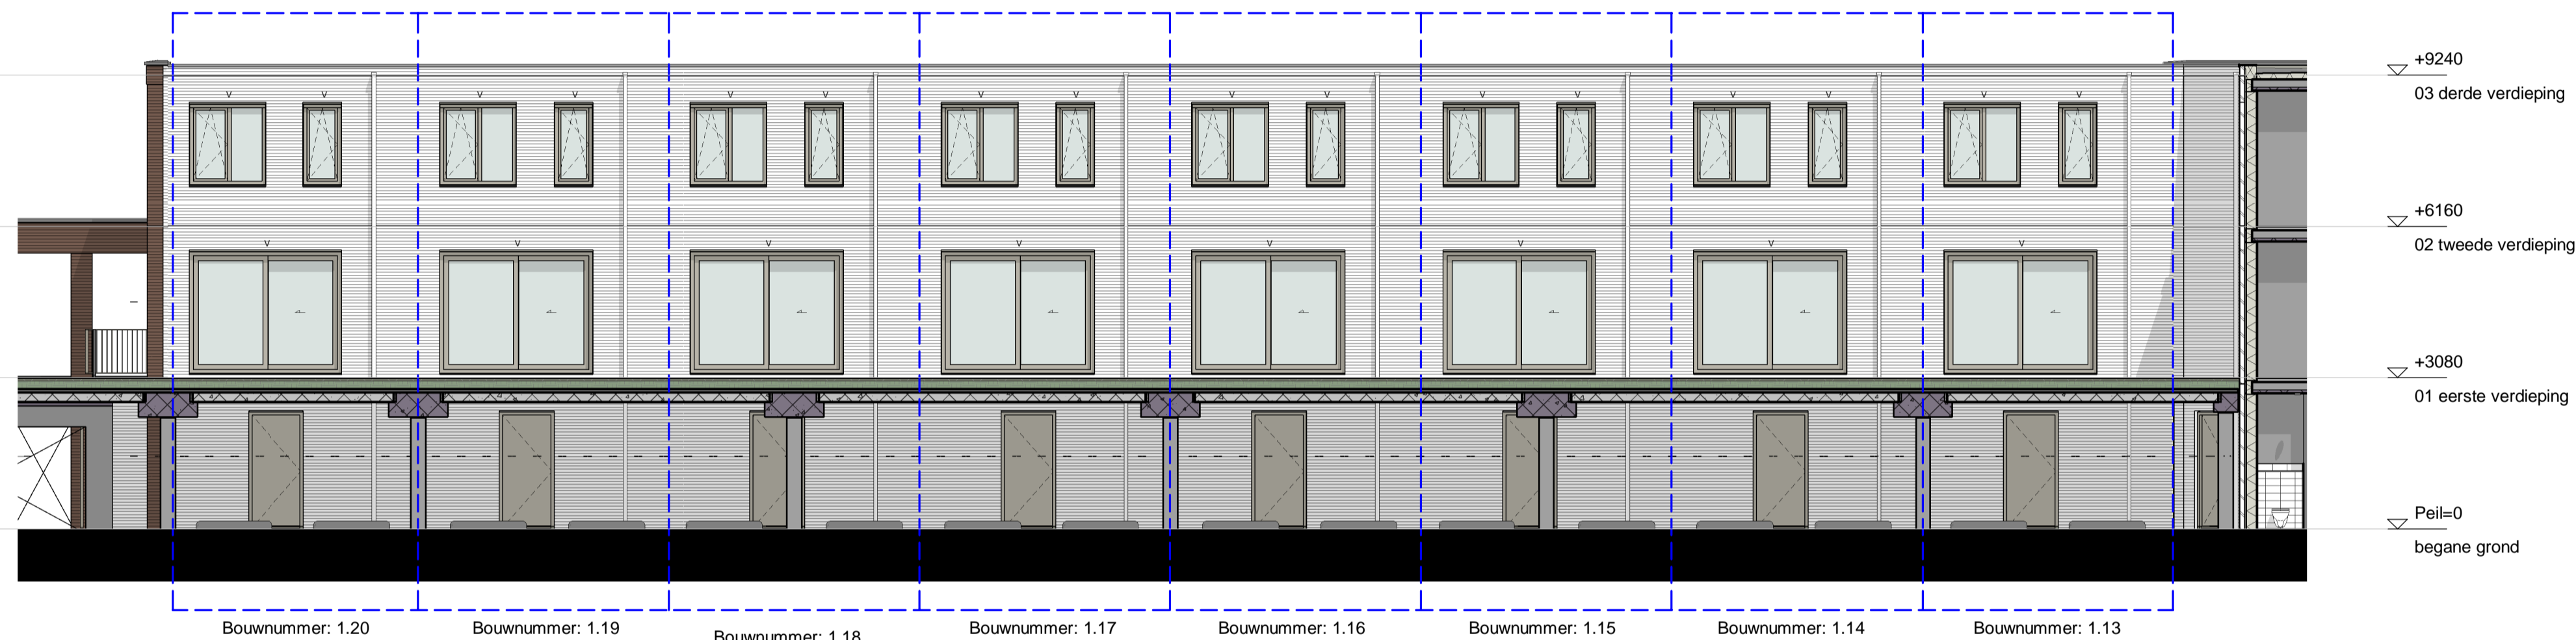 +9240
03 derde verdieping
+6160
02 tweede verdieping
+3080
01 eerste verdieping
Peil=0
begane grond
Bouwnummer: 1.20
Bouwnummer: 1.19
Bouwnummer: 1.18
Bouwnummer: 1.17
Bouwnummer: 1.16
Bouwnummer: 1.15
Bouwnummer: 1.14
Bouwnummer: 1.13